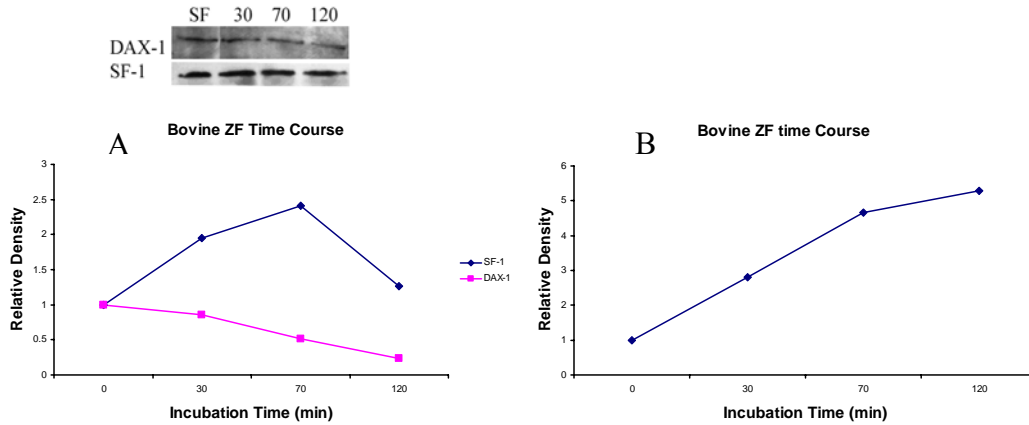 SF 30 70 120
DAX-1
SF-1
A
Bovine ZF Time Course
3
2.5
2
1.5
1
0.5
0
Relative Density
0 30 70 120
Incubation Time (min)
SF-1
DAX-1
B
Bovine ZF time Course
6
5
4
3
2
1
0
Relative Density
0 30 70 120
Incubation Time (min)